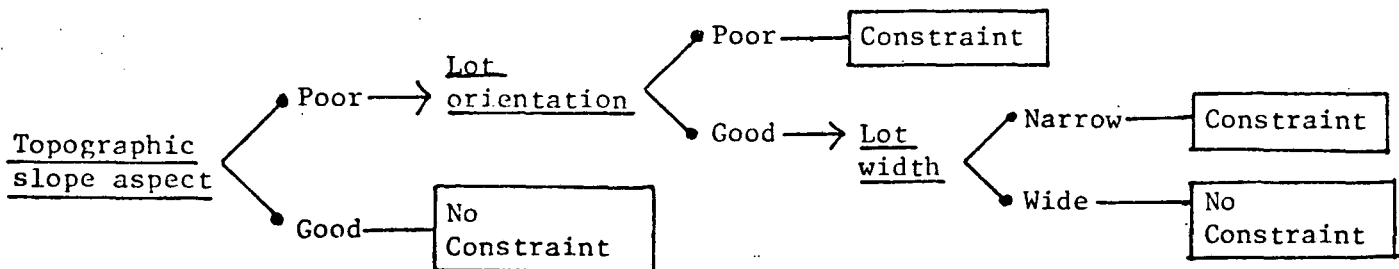 Topographic
slope aspect
Poor
Lot
orientation
Poor
Constraint
Good
Lot
width
Narrow
Constraint
Wide
No
Constraint
Good
No
Constraint